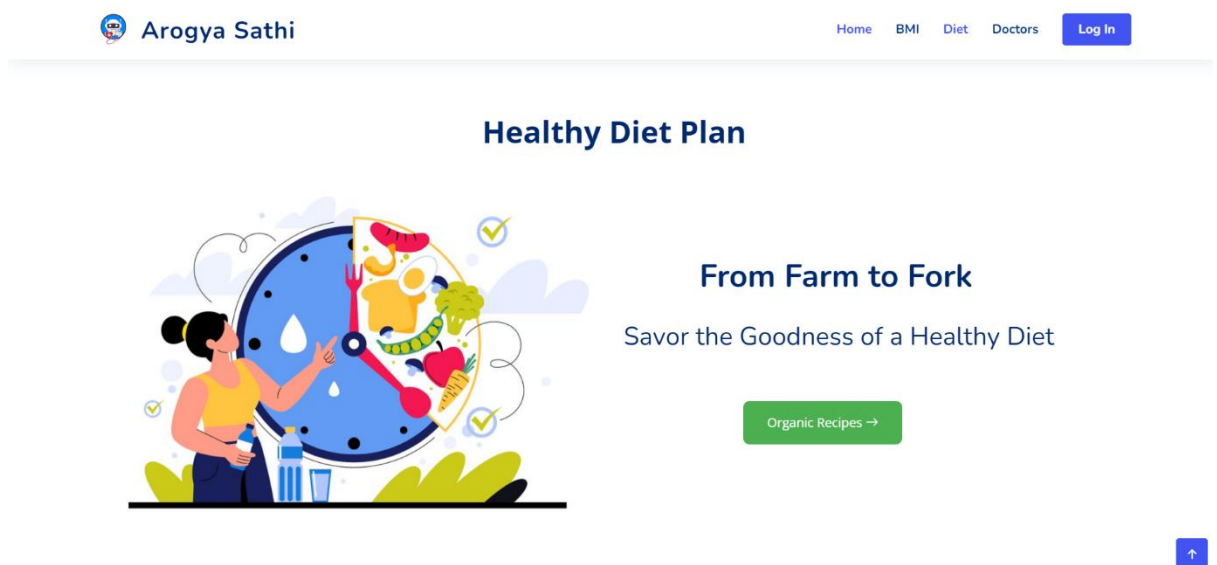 Arogya Sathi
Home BMI Diet Doctors Log In
Healthy Diet Plan
From Farm to Fork
Savor the Goodness of a Healthy Diet
Organic Recipes →